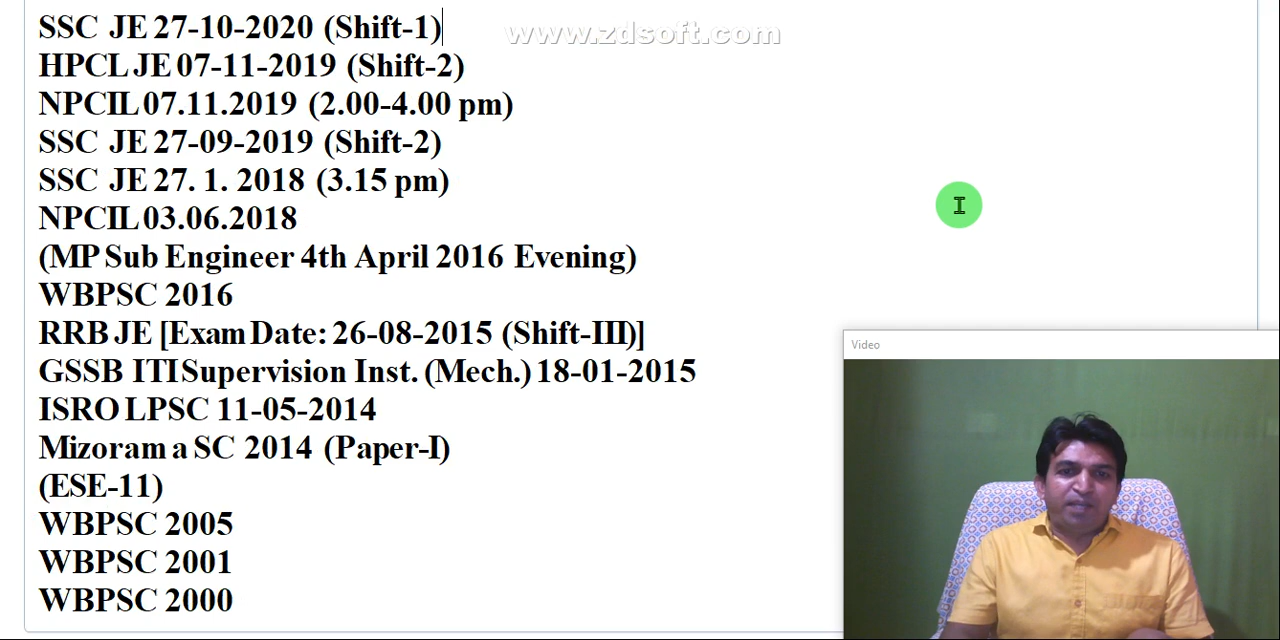 SSC JE 27-10-2020 (Shift-1)
www.zdsoft.com
HPCL JE 07-11-2019 (Shift-2)
NPCIL 07.11.2019 (2.00-4.00 pm)
SSC JE 27-09-2019 (Shift-2)
SSC JE 27. 1. 2018 (3.15 pm)
NPCIL 03.06.2018
(MP Sub Engineer 4th April 2016 Evening)
WBPSC 2016
RRB JE [Exam Date: 26-08-2015 (Shift-III)]
GSSB ITI Supervision Inst. (Mech.) 18-01-2015
ISRO LPSC 11-05-2014
Mizoram a SC 2014 (Paper-I)
(ESE-11)
WBPSC 2005
WBPSC 2001
WBPSC 2000
Video